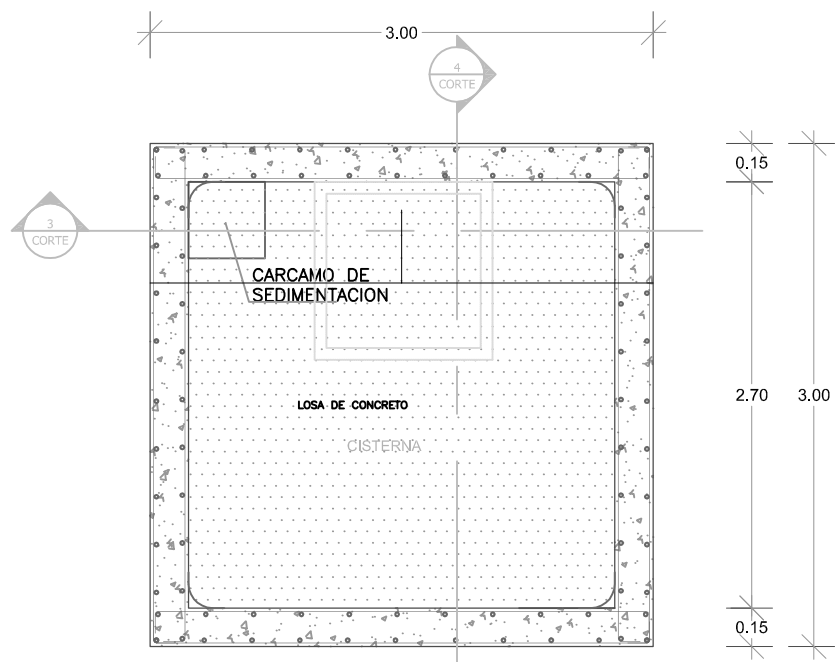 3.00
4
CORTE
0.15
3
CORTE
CARCAMO DE
SEDIMENTACION
2.70
3.00
LOSA DE CONCRETO
CISTERNA
0.15